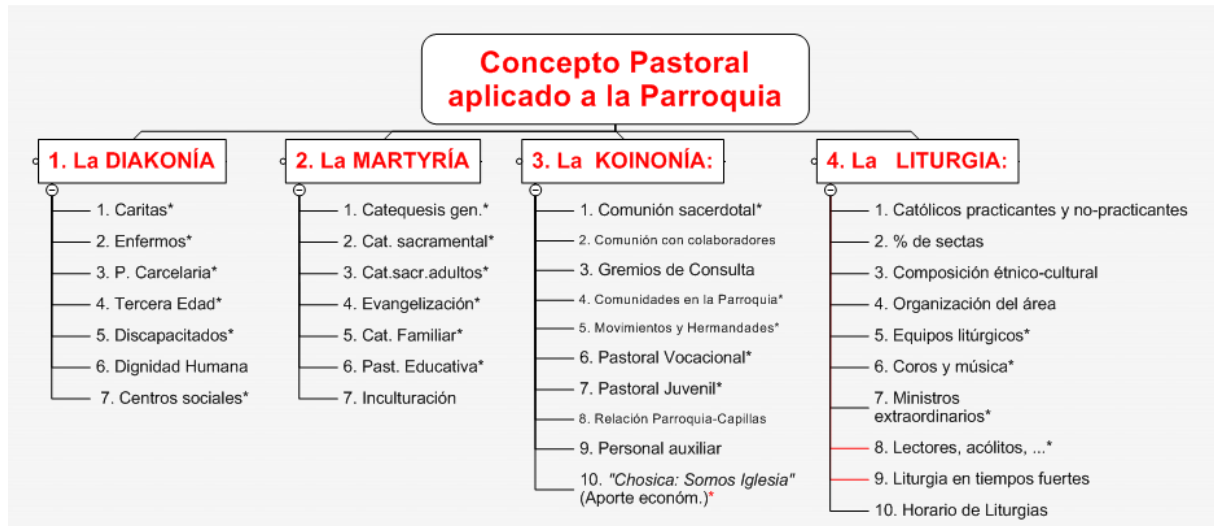 Concepto Pastoral
aplicado a la Parroquia
1. La DIAKONÍA
1. Caritas*
2. Enfermos*
3. P. Carcelaria*
4. Tercera Edad*
5. Discapacitados*
6. Dignidad Humana
7. Centros sociales*
2. La MARTYRÍA
1. Catequesis gen.*
2. Cat. sacramental*
3. Cat.sacr.adultos*
4. Evangelización*
5. Cat. Familiar*
6. Past. Educativa*
7. Inculturación
3. La KOINONÍA:
1. Comunión sacerdotal*
2. Comunión con colaboradores
3. Gremios de Consulta
4. Comunidades en la Parroquia*
5. Movimientos y Hermandades*
6. Pastoral Vocacional*
7. Pastoral Juvenil*
8. Relación Parroquia-Capillas
9. Personal auxiliar
10. "Chosica: Somos Iglesia"
(Aporte económ.)*
4. La LITURGIA:
1. Católicos practicantes y no-practicantes
2. % de sectas
3. Composición étnico-cultural
4. Organización del área
5. Equipos litúrgicos*
6. Coros y música*
7. Ministros
extraordinarios*
8. Lectores, acólitos, ...*
9. Liturgia en tiempos fuertes
10. Horario de Liturgias